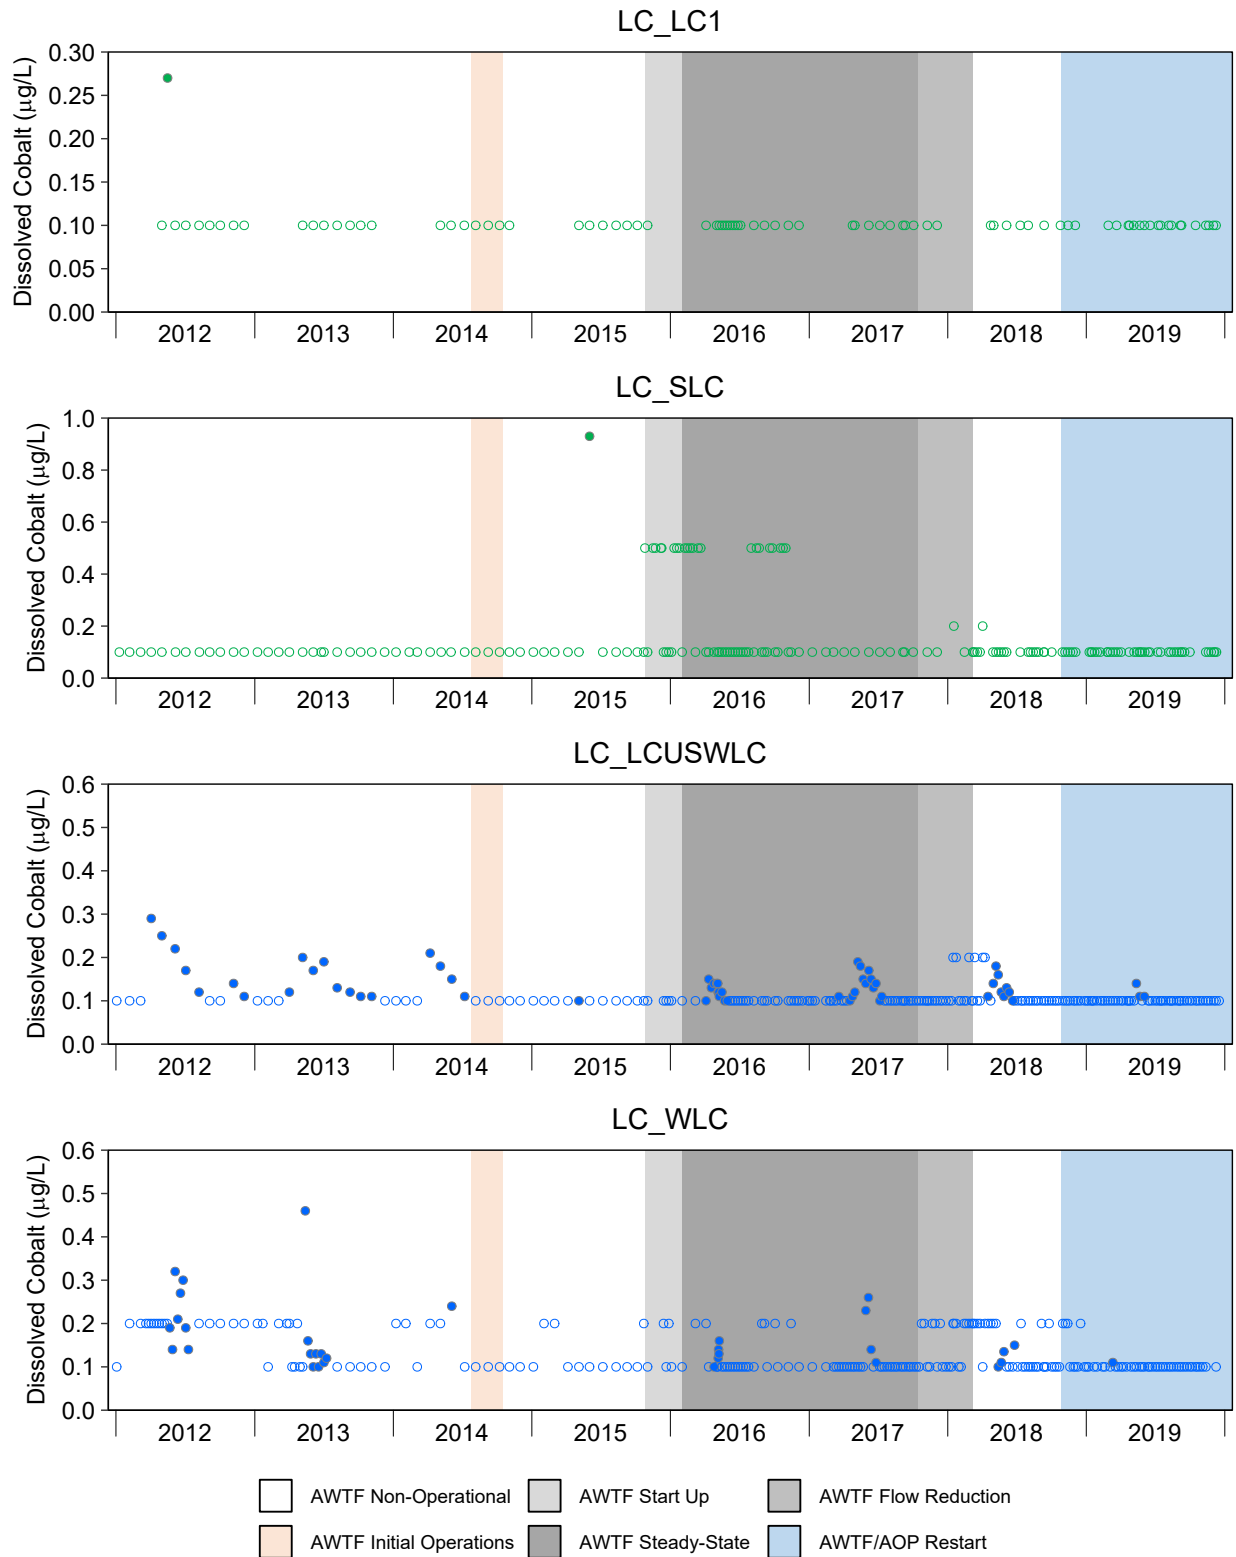 LC_LC1
Dissolved Cobalt (µg/L)
0.30
0.25
0.20
0.15
0.10
0.05
0.00
2012 2013 2014 2015 2016 2017 2018 2019
LC_SLC
Dissolved Cobalt (µg/L)
1.0
0.8
0.6
0.4
0.2
0.0
2012 2013 2014 2015 2016 2017 2018 2019
LC_LCUSWLC
Dissolved Cobalt (µg/L)
0.6
0.5
0.4
0.3
0.2
0.1
0.0
2012 2013 2014 2015 2016 2017 2018 2019
LC_WLC
Dissolved Cobalt (µg/L)
0.6
0.5
0.4
0.3
0.2
0.1
0.0
2012 2013 2014 2015 2016 2017 2018 2019
AWTF Non-Operational AWTF Start Up AWTF Flow Reduction
AWTF Initial Operations AWTF Steady-State AWTF/AOP Restart